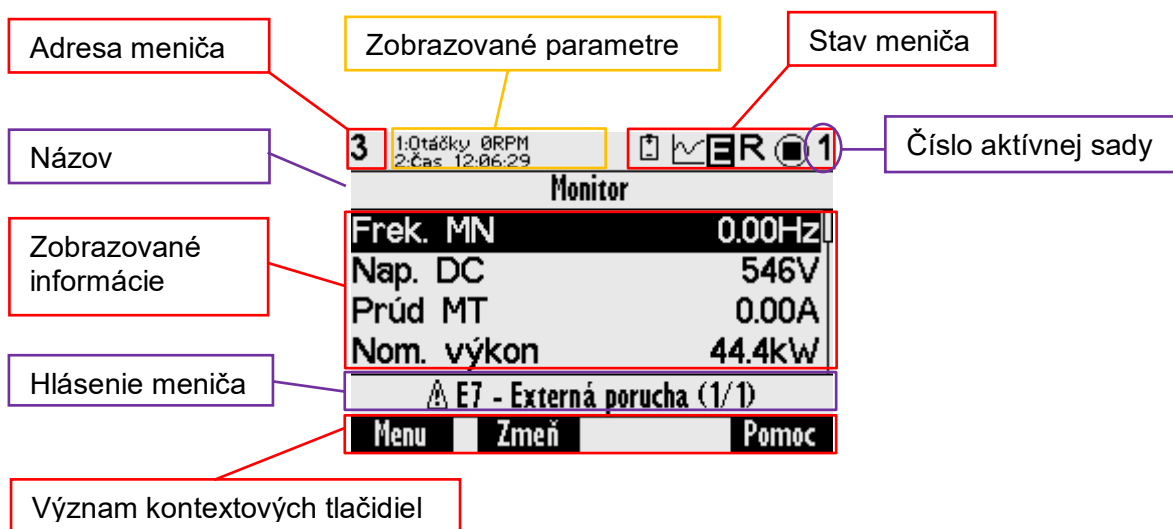 Adresa meniča
Zobrazované parametre
Stav meniča
3
1:Otáčky 0RPM
2:Čas 12:06:29
E R 1
Číslo aktívnej sady
Názov
Monitor
Zobrazované
informácie
Frek. MN 0.00Hz
Nap. DC 546V
Prúd MT 0.00A
Nom. výkon 44.4kW
Hlásenie meniča
E7 - Externá porucha (1/1)
Menu Zmeň Pomoc
Význam kontextových tlačidiel